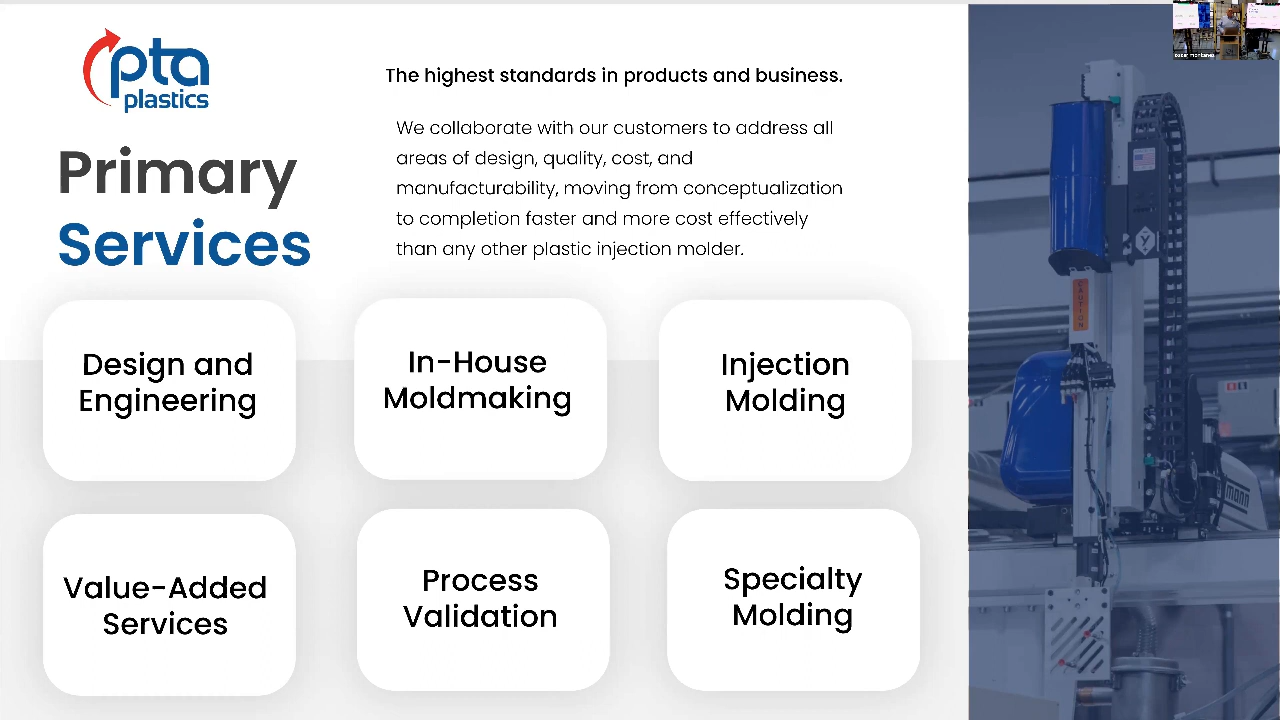 pta
plastics
Primary
Services
The highest standards in products and business.
We collaborate with our customers to address all
areas of design, quality, cost, and
manufacturability, moving from conceptualization
to completion faster and more cost effectively
than any other plastic injection molder.
Design and
Engineering
In-House
Moldmaking
Injection
Molding
Value-Added
Services
Process
Validation
Specialty
Molding
CAUTION